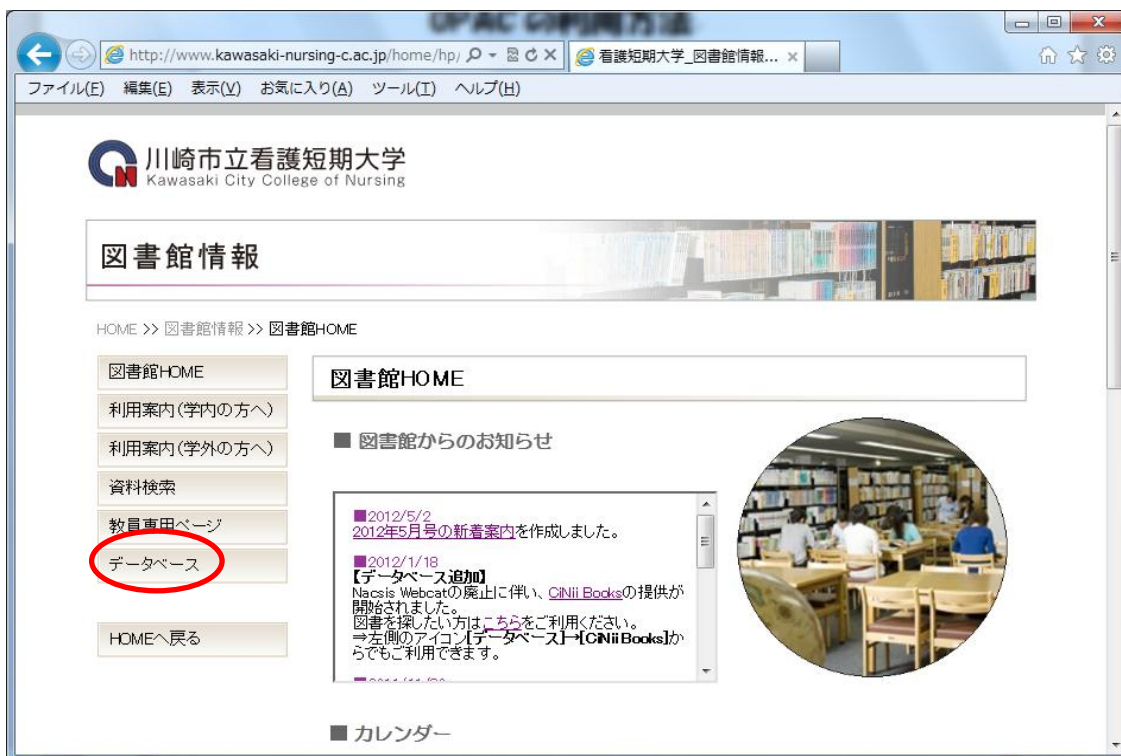 OPAC の利用方法
http://www.kawasaki-nursing-c.ac.jp/home/hp/
看護短期大学_図書館情報...
ファイル(F) 編集(E) 表示(V) お気に入り(A) ツール(T) ヘルプ(H)
川崎市立看護短期大学
Kawasaki City College of Nursing
図書館情報
HOME >> 図書館情報 >> 図書館HOME
図書館HOME
利用案内(学内の方へ)
利用案内(学外の方へ)
資料検索
教員専用ページ
データベース
HOMEへ戻る
図書館HOME
■ 図書館からのお知らせ
■2012/5/2
2012年5月号の新着案内を作成しました。
■2012/1/18
【データベース追加】
Nacsis Webcatの廃止に伴い、CiNii Booksの提供が
開始されました。
図書を探したい方はこちらをご利用ください。
⇒左側のアイコン【データベース】→【CiNii Books】か
らでもご利用できます。
■ カレンダー